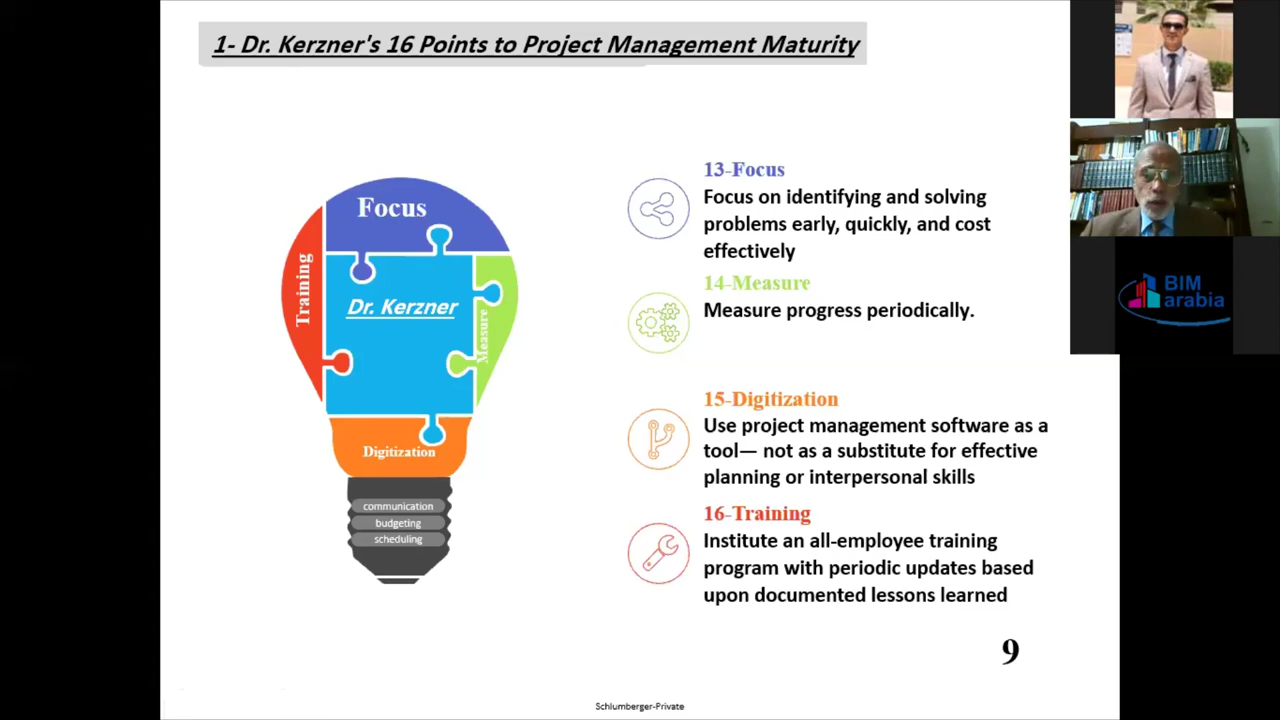 1- Dr. Kerzner's 16 Points to Project Management Maturity
Focus
Training
Dr. Kerzner
Measure
Digitization
communication
budgeting
scheduling
13-Focus
Focus on identifying and solving
problems early, quickly, and cost
effectively
14-Measure
Measure progress periodically.
15-Digitization
Use project management software as a
tool— not as a substitute for effective
planning or interpersonal skills
16-Training
Institute an all-employee training
program with periodic updates based
upon documented lessons learned
9
Schlumberger-Private
BIM
arabia